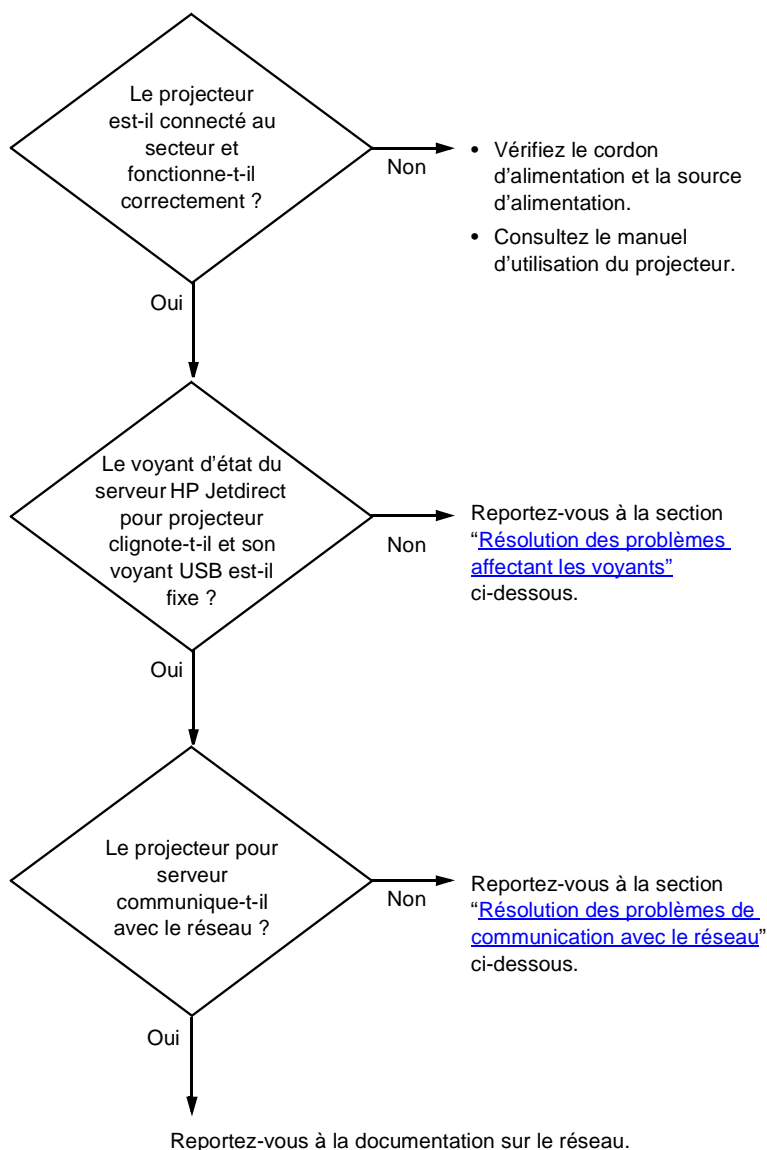 Le projecteur
est-il connecté au
secteur et
fonctionne-t-il
correctement ?
Non
• Vérifiez le cordon
d'alimentation et la source
d'alimentation.
• Consultez le manuel
d'utilisation du projecteur.
Oui
Le voyant d'état du
serveur HP Jetdirect
pour projecteur
clignote-t-il et son
voyant USB est-il
fixe ?
Non
Reportez-vous à la section
“Résolution des problèmes
affectant les voyants”
ci-dessous.
Oui
Le projecteur pour
serveur
communique-t-il
avec le réseau ?
Non
Reportez-vous à la section
“Résolution des problèmes de
communication avec le réseau”
ci-dessous.
Oui
Reportez-vous à la documentation sur le réseau.